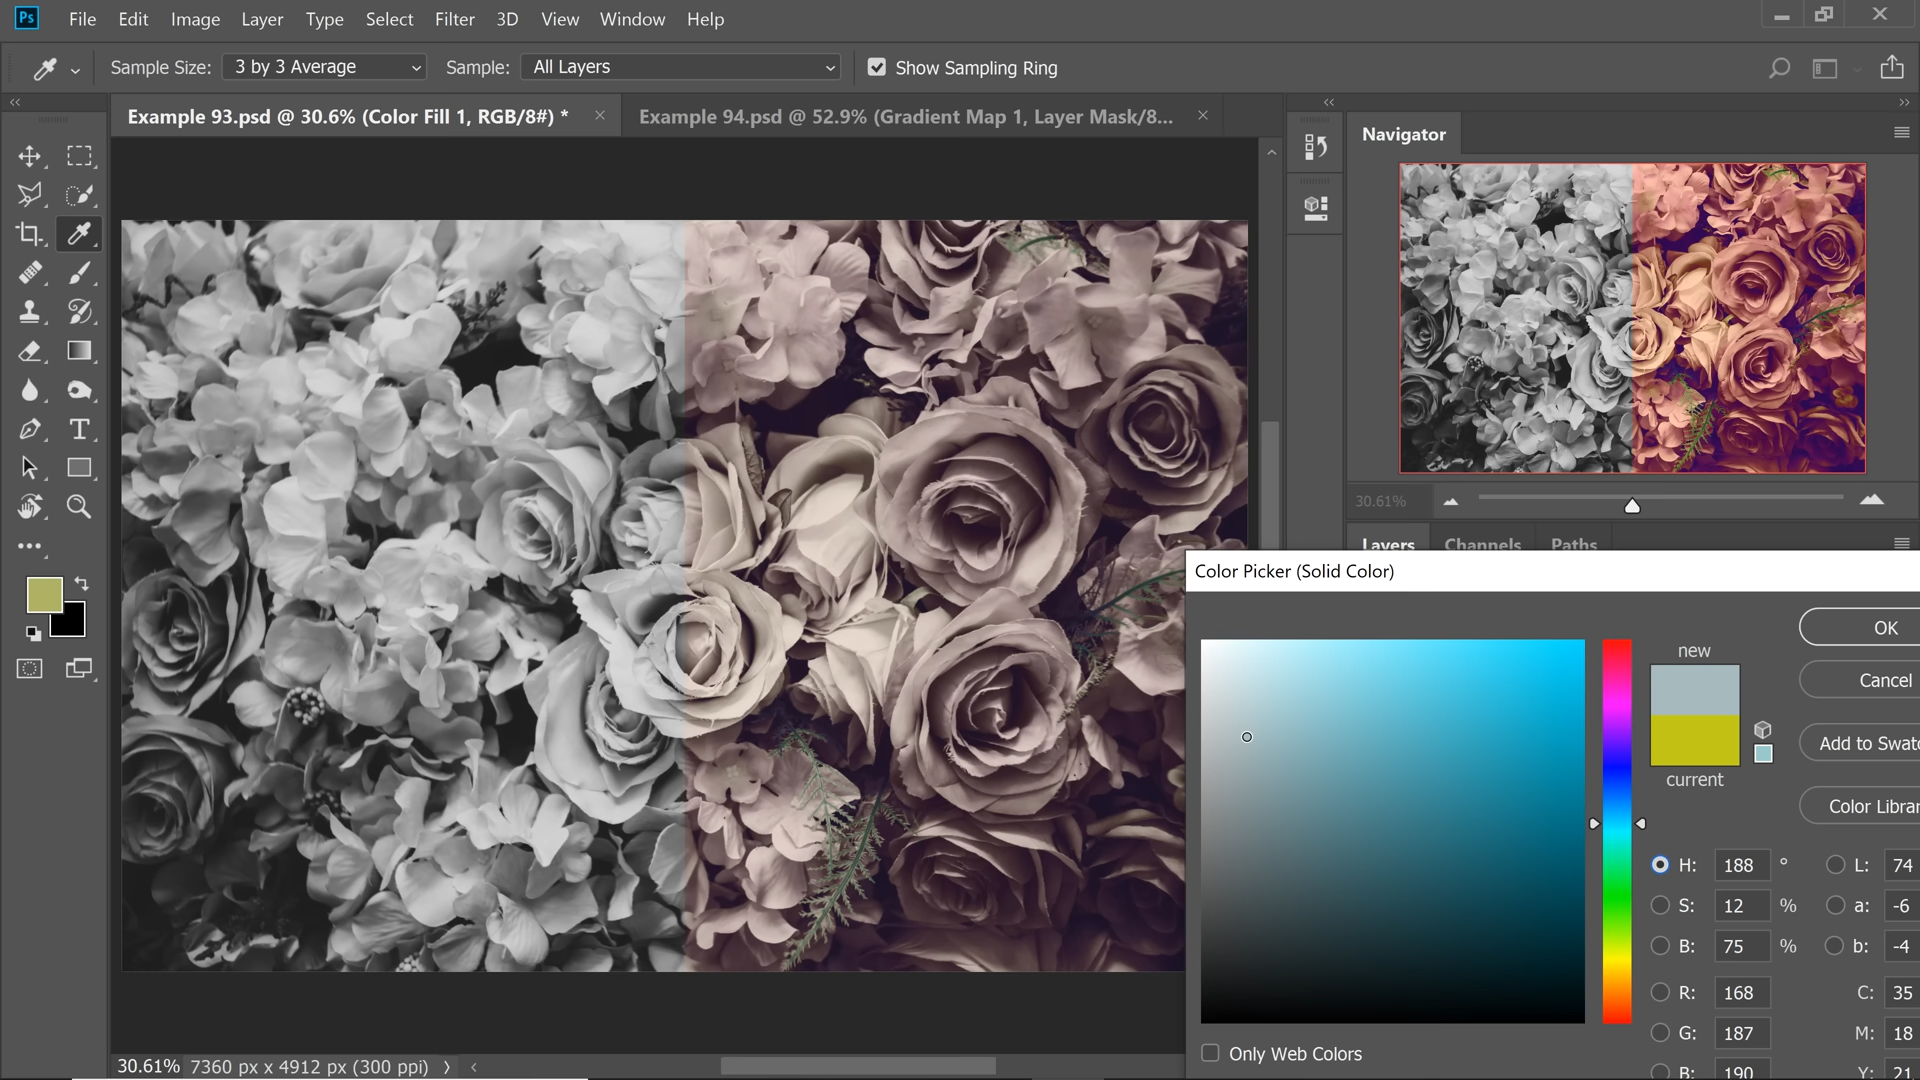 Ps File Edit Image Layer Type Select Filter 3D View Window Help
Sample Size: 3 by 3 Average Sample: All Layers Show Sampling Ring
Example 93.psd @ 30.6% (Color Fill 1, RGB/8#) * Example 94.psd @ 52.9% (Gradient Map 1, Layer Mask/8...
Navigator
30.61%
Layers Channels Paths
Color Picker (Solid Color)
new
current
OK
Cancel
Add to Swatc
Color Librar
H: 188 ° L: 74
S: 12 % a: -6
B: 75 % b: -4
R: 168 C: 35
G: 187 M: 18
B: 190 Y: 21
Only Web Colors
30.61% 7360 px x 4912 px (300 ppi)